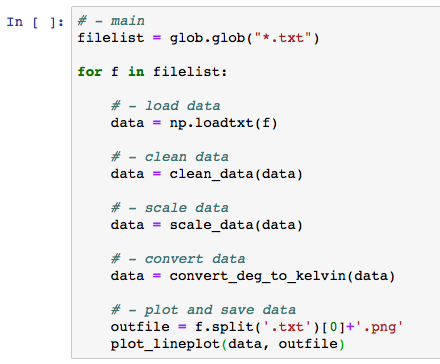 In [ ]: # - main
filelist = glob.glob("*.txt")
for f in filelist:
# - load data
data = np.loadtxt(f)
# - clean data
data = clean_data(data)
# - scale data
data = scale_data(data)
# - convert data
data = convert_deg_to_kelvin(data)
# - plot and save data
outfile = f.split('.txt')[0]+'.png'
plot_lineplot(data, outfile)